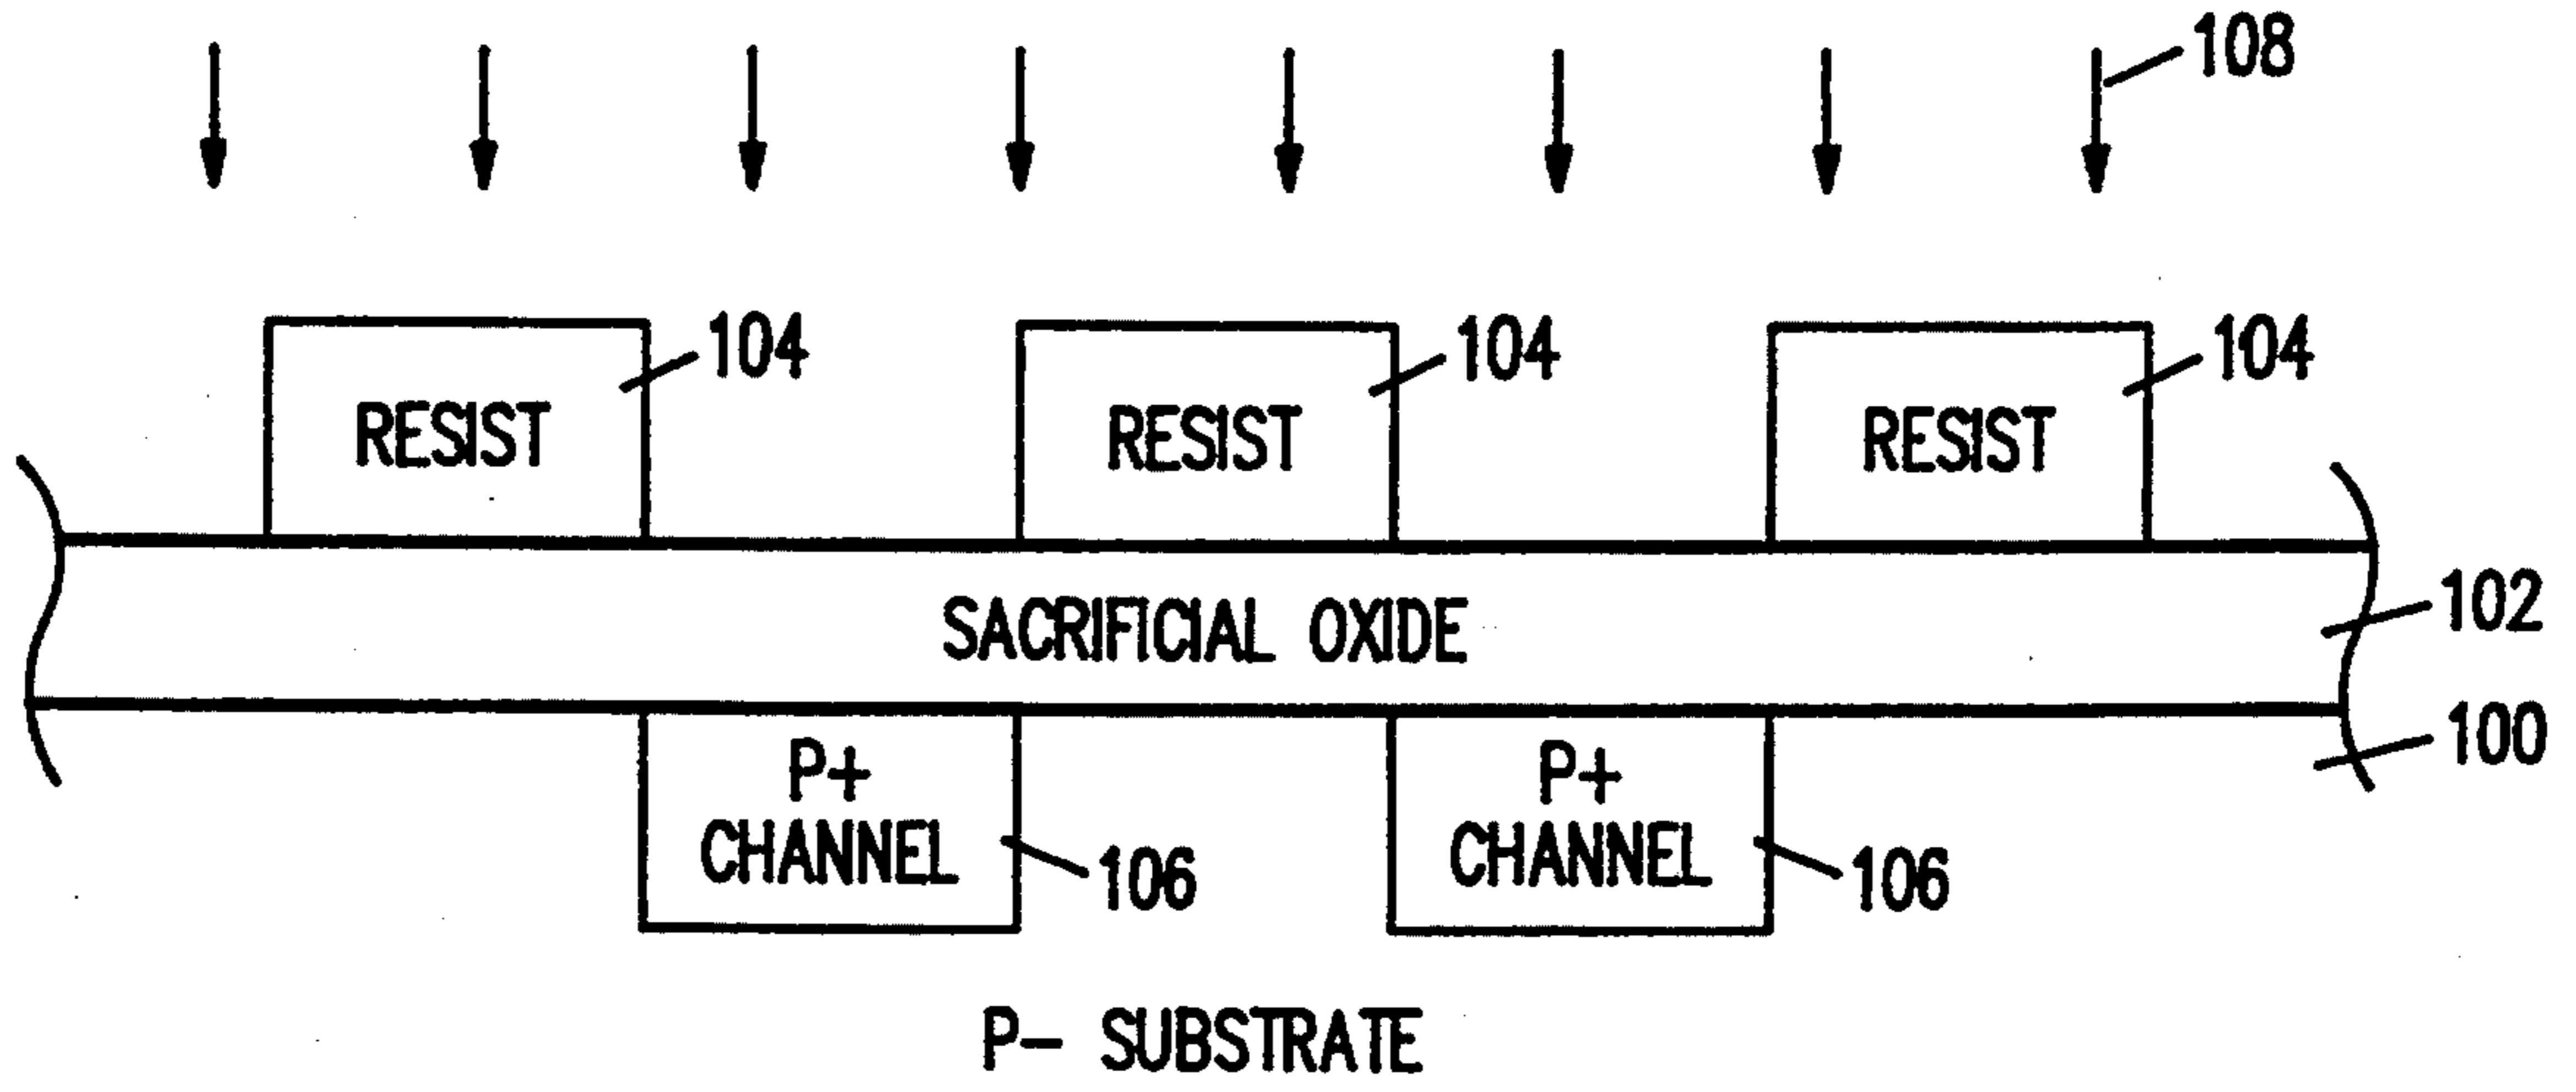 108
104
104
104
RESIST
RESIST
RESIST
SACRIFICIAL OXIDE
102
100
P+
CHANNEL
P+
CHANNEL
106
106
P- SUBSTRATE